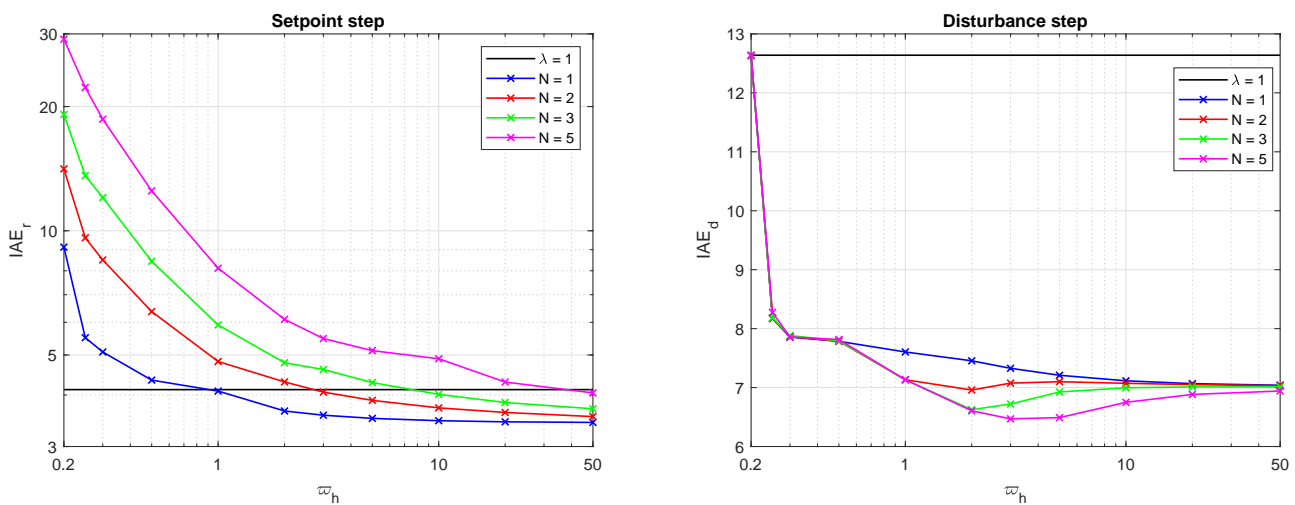 Setpoint step
30
20
10
5
3
IAE_r
0.2
1
10
50
ϖ_h
λ = 1
N = 1
N = 2
N = 3
N = 5
Disturbance step
13
12
11
10
9
8
7
6
IAE_d
0.2
1
10
50
ϖ_h
λ = 1
N = 1
N = 2
N = 3
N = 5